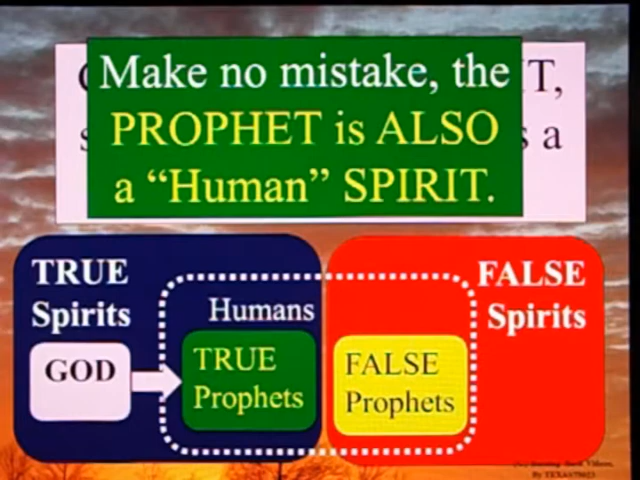 Make no mistake, the
PROPHET is ALSO
a “Human” SPIRIT.
T,
a
TRUE
Spirits
FALSE
Spirits
Humans
GOD
TRUE
Prophets
FALSE
Prophets